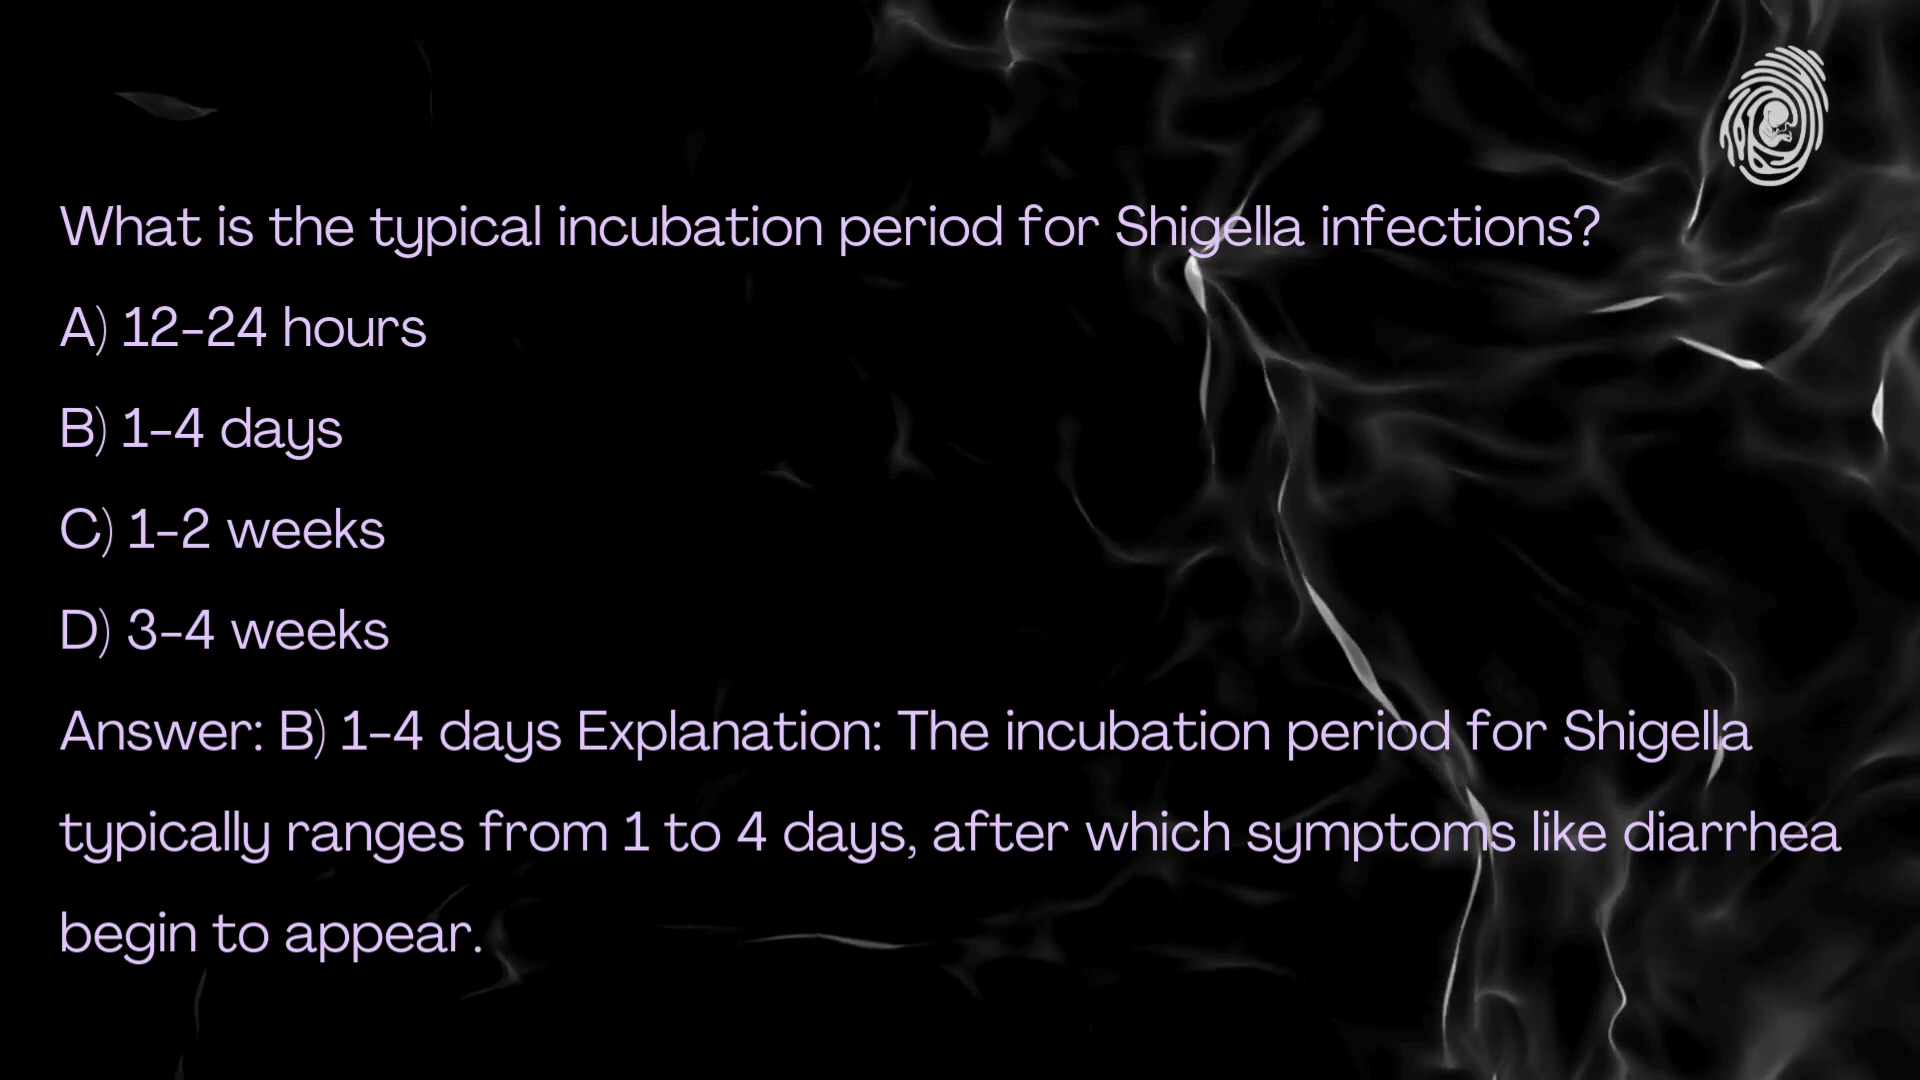 What is the typical incubation period for Shigella infections?
A) 12-24 hours
B) 1-4 days
C) 1-2 weeks
D) 3-4 weeks
Answer: B) 1-4 days Explanation: The incubation period for Shigella
typically ranges from 1 to 4 days, after which symptoms like diarrhea
begin to appear.